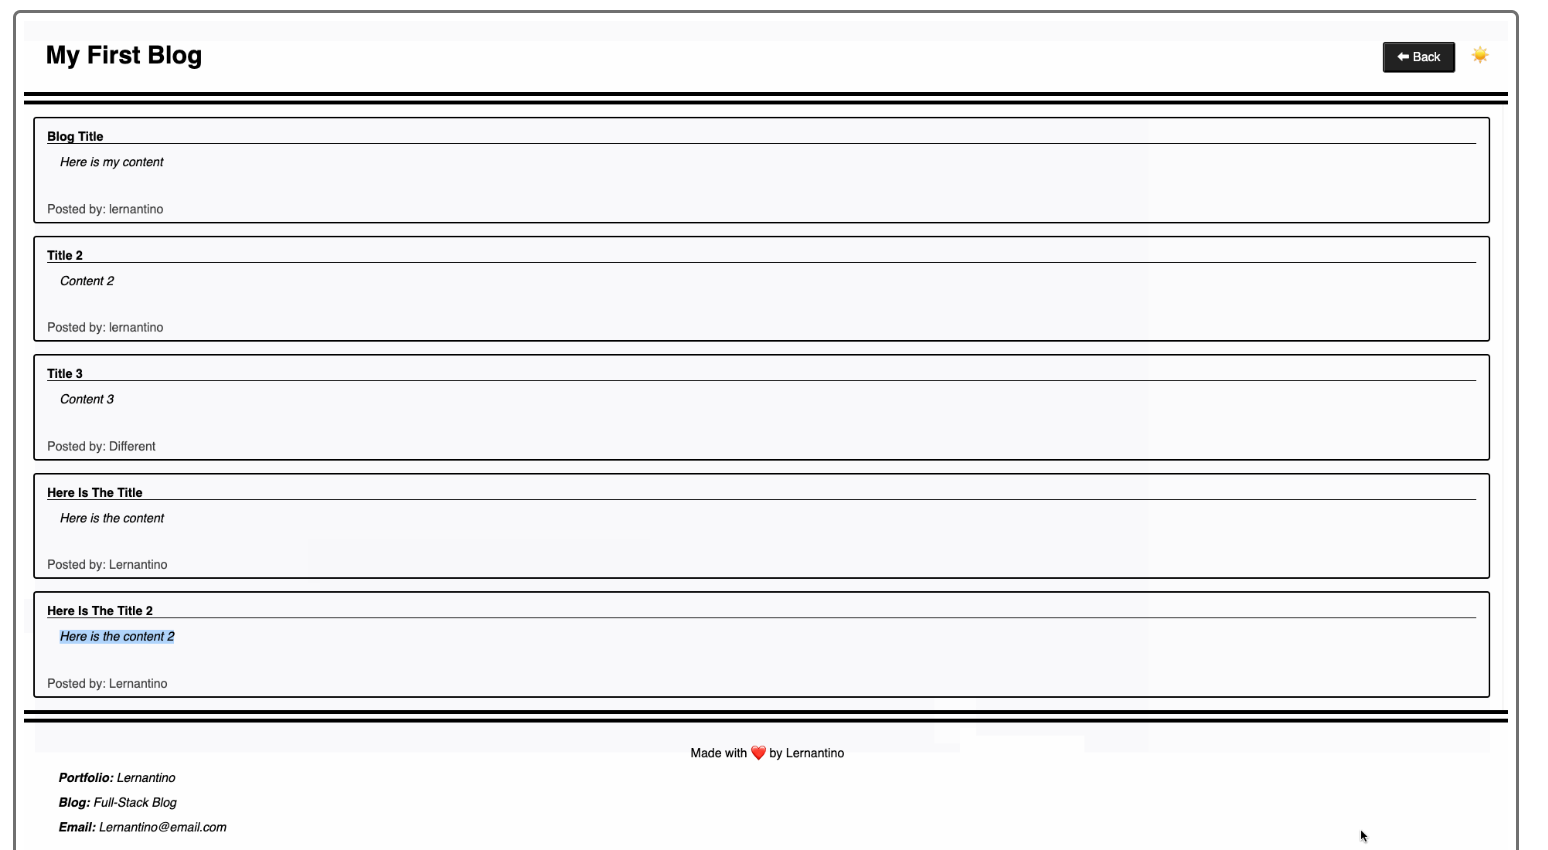 My First Blog
⬅ Back ☀️
Blog Title
Here is my content
Posted by: lernantino
Title 2
Content 2
Posted by: lernantino
Title 3
Content 3
Posted by: Different
Here Is The Title
Here is the content
Posted by: Lernantino
Here Is The Title 2
Here is the content 2
Posted by: Lernantino
Made with ❤️ by Lernantino
Portfolio: Lernantino
Blog: Full-Stack Blog
Email: Lernantino@email.com